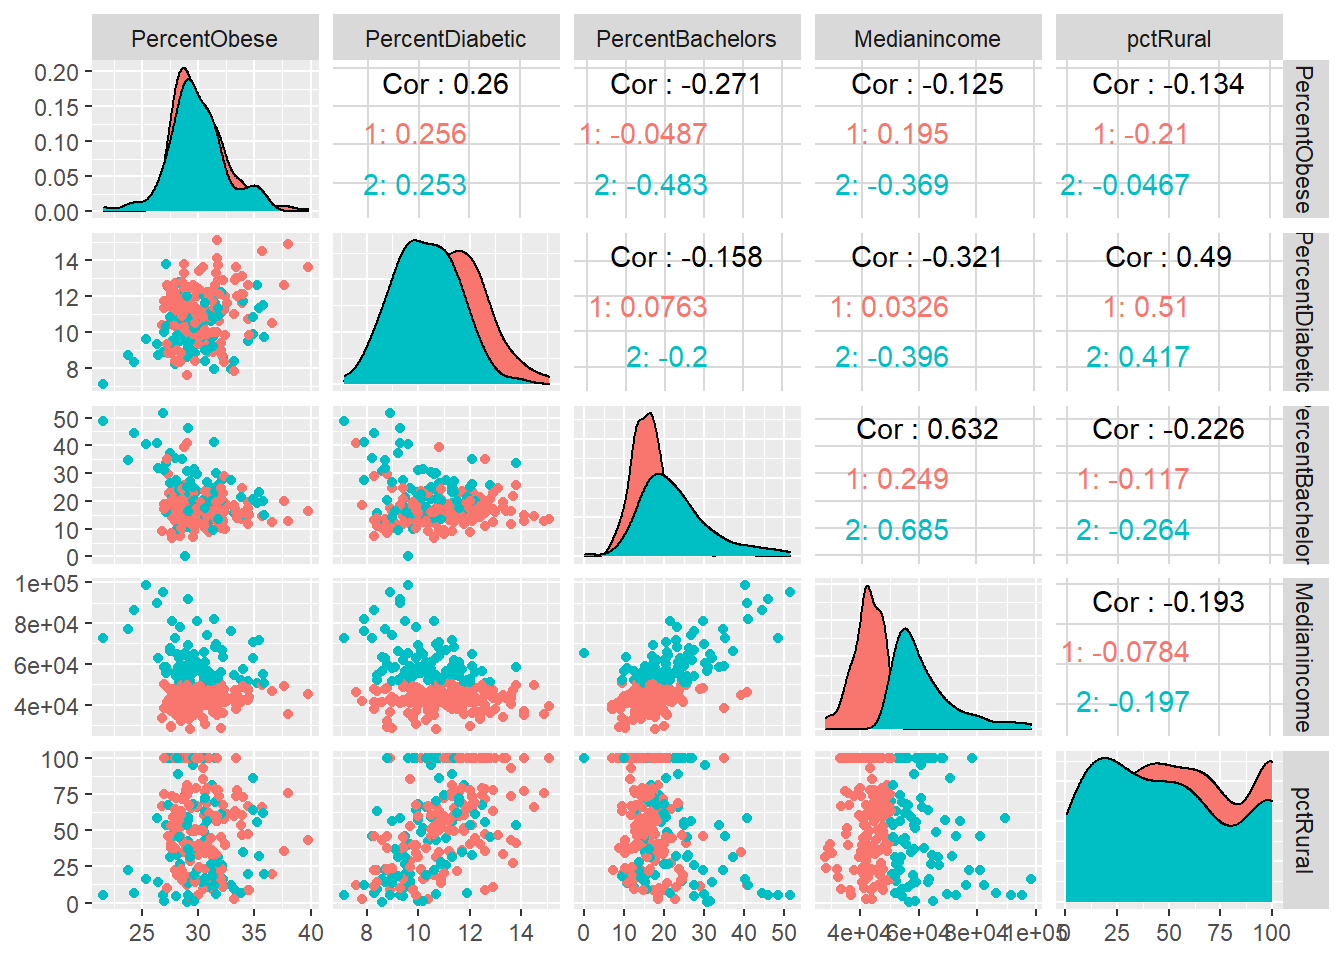 PercentObese PercentDiabetic PercentBachelors Medianincome pctRural
0.20
0.15
0.10
0.05
0.00
Cor : 0.26
1: 0.256
2: 0.253
Cor : -0.271
1: -0.0487
2: -0.483
Cor : -0.125
1: 0.195
2: -0.369
Cor : -0.134
1: -0.21
2: -0.0467
PercentObese
14
12
10
8
Cor : -0.158
1: 0.0763
2: -0.2
Cor : -0.321
1: 0.0326
2: -0.396
Cor : 0.49
1: 0.51
2: 0.417
PercentDiabetic
50
40
30
20
10
0
Cor : 0.632
1: 0.249
2: 0.685
Cor : -0.226
1: -0.117
2: -0.264
ercentBachelor
1e+05
8e+04
6e+04
4e+04
Cor : -0.193
1: -0.0784
2: -0.197
Medianincome
100
75
50
25
0
pctRural
25 30 35 40
8 10 12 14
0 10 20 30 40 50
4e+04 6e+04 8e+04 1e+05
0 25 50 75 100